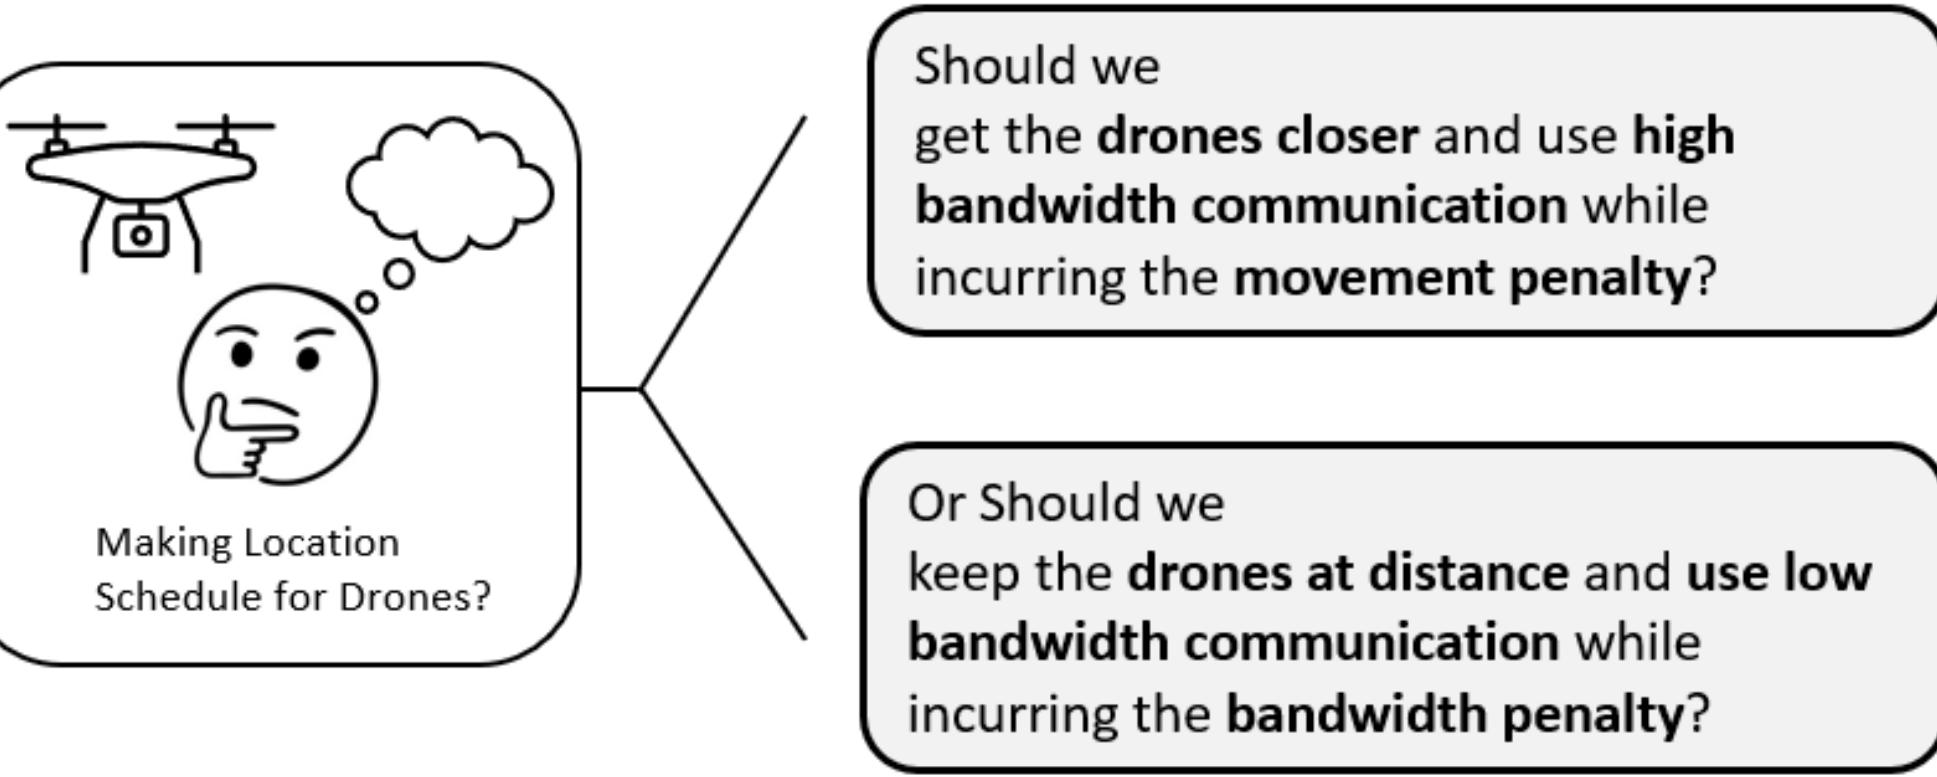 Making Location
Schedule for Drones?
Should we
get the drones closer and use high
bandwidth communication while
incurring the movement penalty?
Or Should we
keep the drones at distance and use low
bandwidth communication while
incurring the bandwidth penalty?